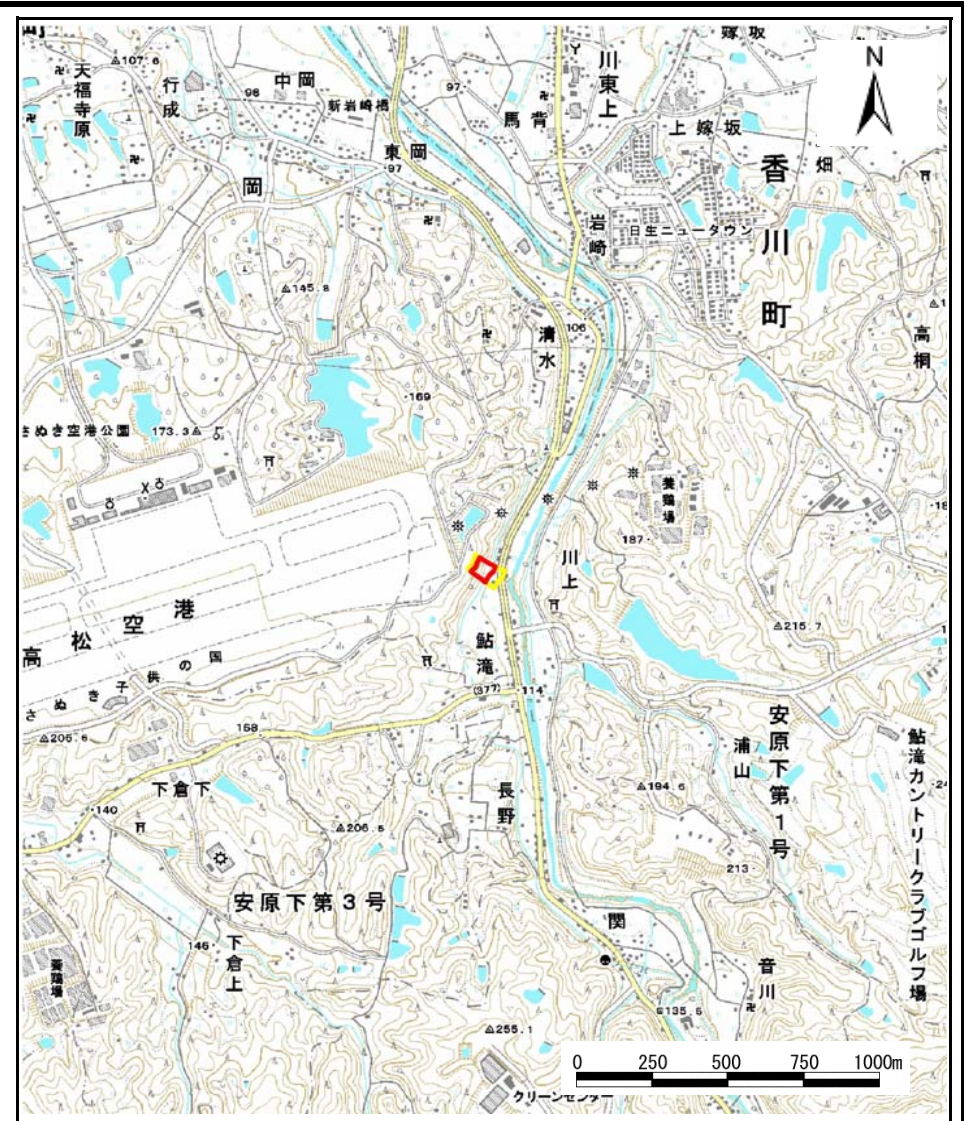 天福寺原
107.6
行成
98
中岡
新岩崎橋
東岡
97
岡
97
馬背
川東上
嫁坂
上嫁坂
N
香川町
畑
岩崎
日生ニュータウン
145.8
清水
106
高桐
150
169
さぬき空港公園
173.3
養鶏場
187
川上
高松空港
さぬき子供の国
鮎滝
(377)
114
215.7
206.6
168
下倉下
140
206.5
長野
194.6
浦山
安原下第1号
213
鮎滝カントリークラブゴルフ場
安原下第3号
146
下倉上
養鶏場
関
音川
135.5
255.1
クリーンセンター
0 250 500 750 1000m